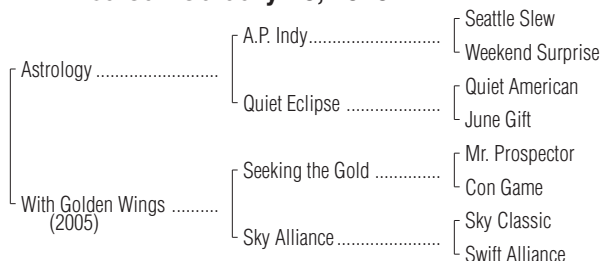 Seattle Slew
A.P. Indy
Weekend Surprise
Astrology
Quiet American
Quiet Eclipse
June Gift
Mr. Prospector
Seeking the Gold
Con Game
With Golden Wings
(2005)
Sky Classic
Sky Alliance
Swift Alliance